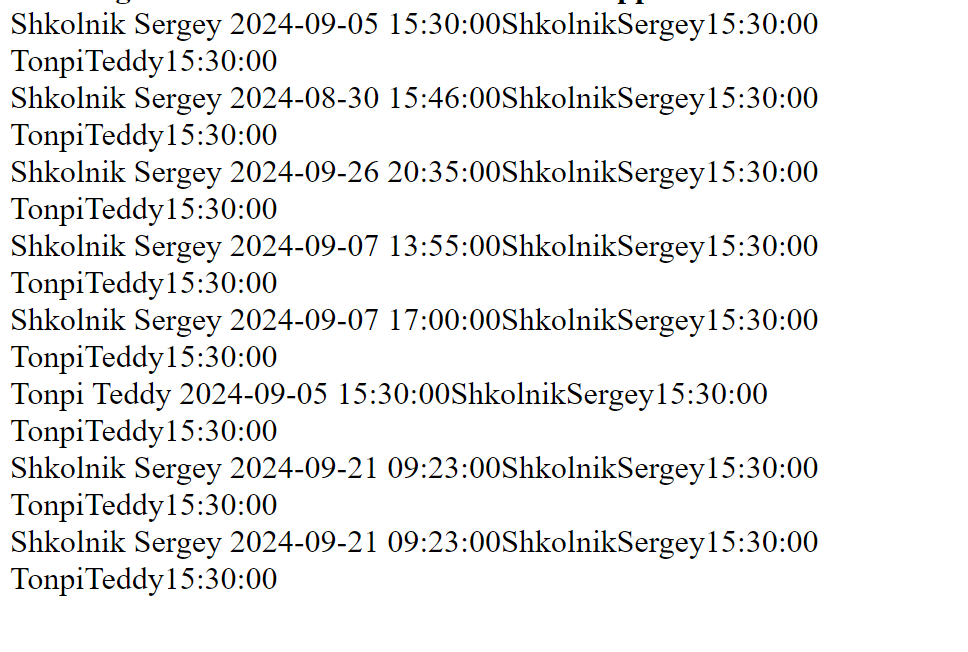 Shkolnik Sergey 2024-09-05 15:30:00ShkolnikSergey15:30:00
TonpiTeddy15:30:00
Shkolnik Sergey 2024-08-30 15:46:00ShkolnikSergey15:30:00
TonpiTeddy15:30:00
Shkolnik Sergey 2024-09-26 20:35:00ShkolnikSergey15:30:00
TonpiTeddy15:30:00
Shkolnik Sergey 2024-09-07 13:55:00ShkolnikSergey15:30:00
TonpiTeddy15:30:00
Shkolnik Sergey 2024-09-07 17:00:00ShkolnikSergey15:30:00
TonpiTeddy15:30:00
Tonpi Teddy 2024-09-05 15:30:00ShkolnikSergey15:30:00
TonpiTeddy15:30:00
Shkolnik Sergey 2024-09-21 09:23:00ShkolnikSergey15:30:00
TonpiTeddy15:30:00
Shkolnik Sergey 2024-09-21 09:23:00ShkolnikSergey15:30:00
TonpiTeddy15:30:00